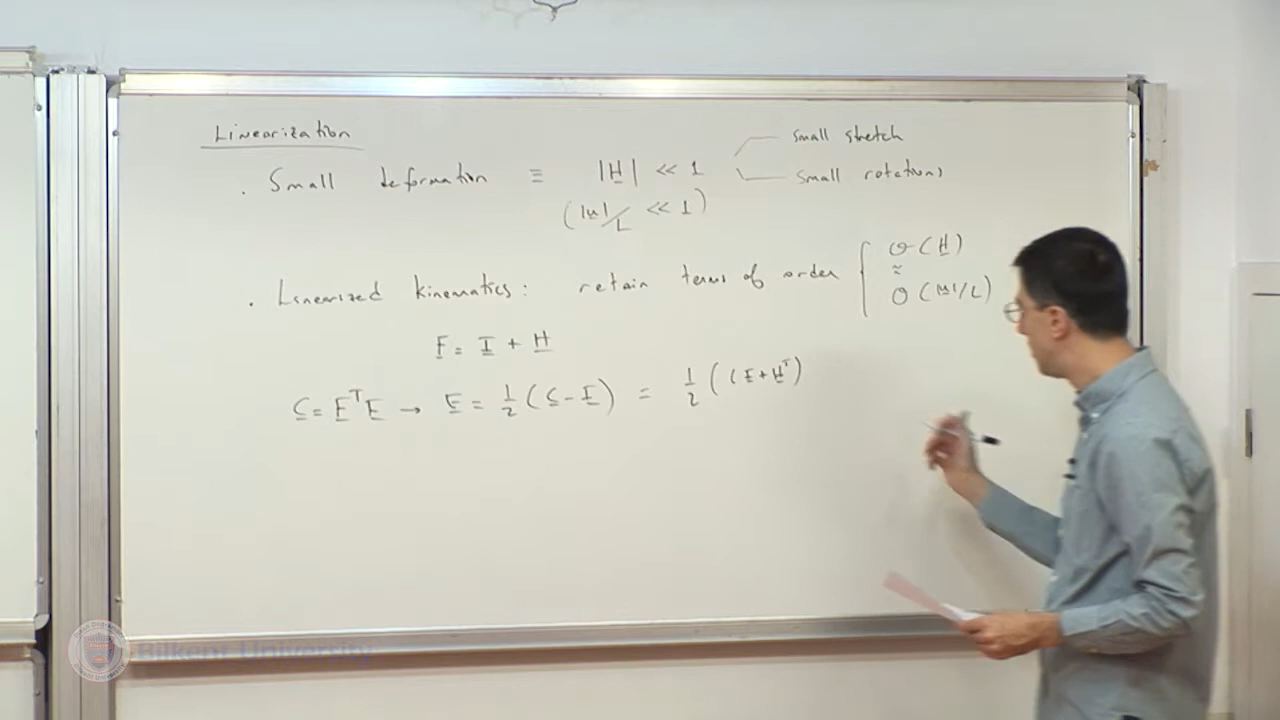 Linearization
. Small deformation ≡ |H| << 1
small stretch
small rotations
(|u|/L << 1)
. Linearized kinematics: retain terms of order { O(H)
~
O(|u|/L)
F = I + H
C = F^T F → E = 1/2 (C - I) = 1/2 ((I + H^T)
Bilkent University